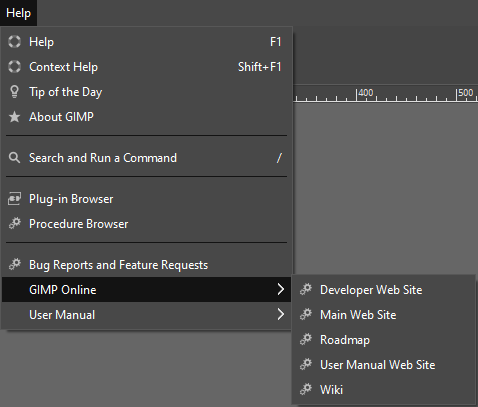 Help
Help F1
Context Help Shift+F1
Tip of the Day
About GIMP
400 500
Search and Run a Command /
Plug-in Browser
Procedure Browser
Bug Reports and Feature Requests
GIMP Online
User Manual
Developer Web Site
Main Web Site
Roadmap
User Manual Web Site
Wiki